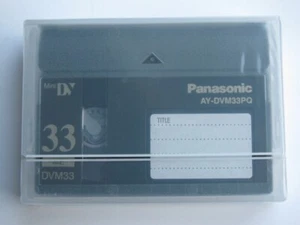 Mini DV
Panasonic
AY-DVM33PQ
33
TITLE
DVM33